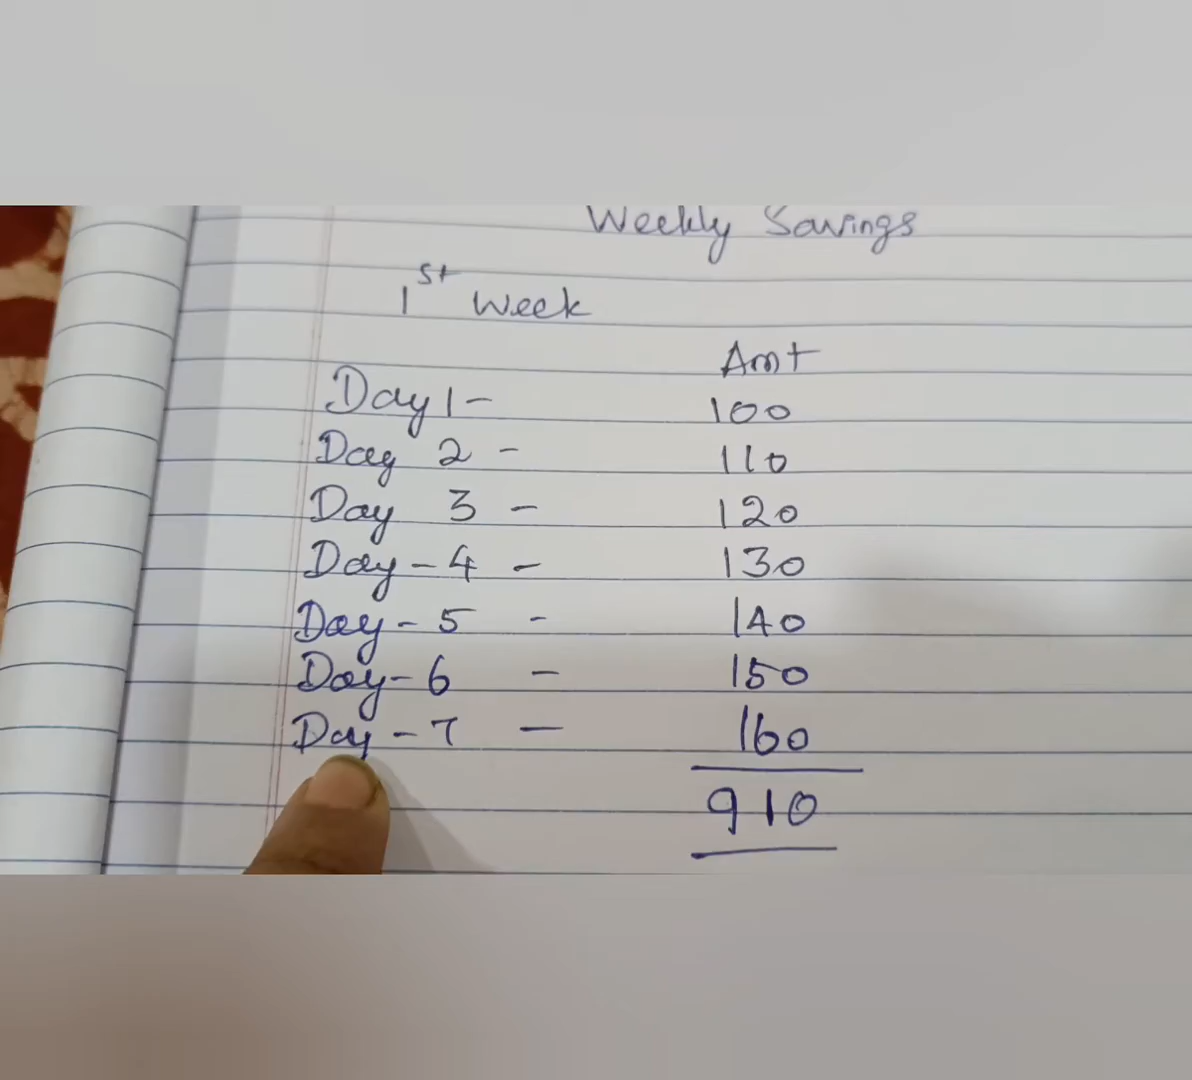 Weekly Savings
1st Week
Amt
Day 1 - 100
Day 2 - 110
Day 3 - 120
Day - 4 - 130
Day - 5 - 140
Day - 6 - 150
Day - 7 - 160
910